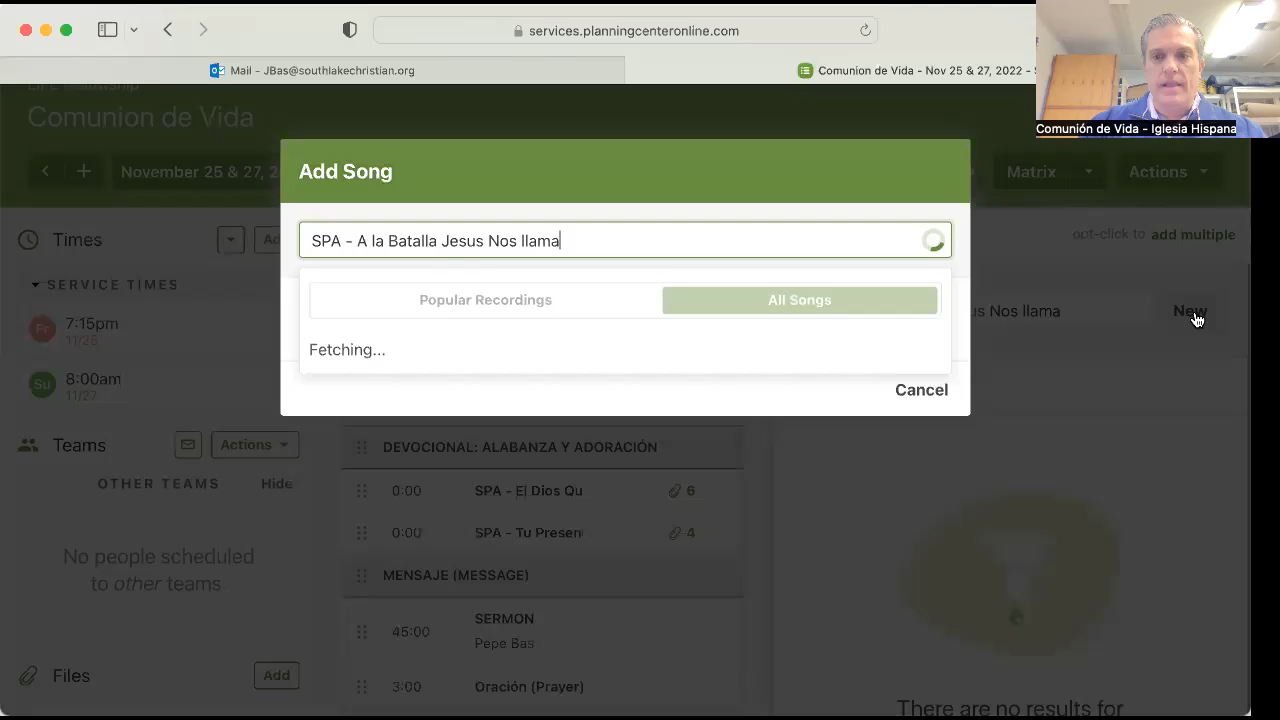 services.planningcenteronline.com
Mail - JBas@southlakechristian.org
Comunion de Vida - Nov 25 & 27, 2022 - S
Comunión de Vida - Iglesia Hispana
LIFE Fellowship
Comunion de Vida
November 25 & 27, 2
Matrix
Actions
Add Song
SPA - A la Batalla Jesus Nos llama
Popular Recordings
All Songs
Fetching...
Cancel
Times
Ad
opt-click to add multiple
SERVICE TIMES
Fr
7:15pm
11/25
us Nos llama
New
Su
8:00am
11/27
Teams
Actions
OTHER TEAMS
Hide
No people scheduled
to other teams.
Files
Add
DEVOCIONAL: ALABANZA Y ADORACIÓN
0:00 SPA - El Dios Qu 6
0:00 SPA - Tu Presen 4
MENSAJE (MESSAGE)
45:00 SERMON
Pepe Bas
3:00 Oración (Prayer)
There are no results for